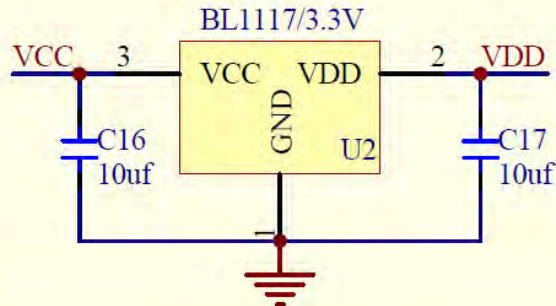 BL1117/3.3V
VCC 3 VCC VDD 2 VDD
GND
C16 U2 C17
10uf 10uf
1